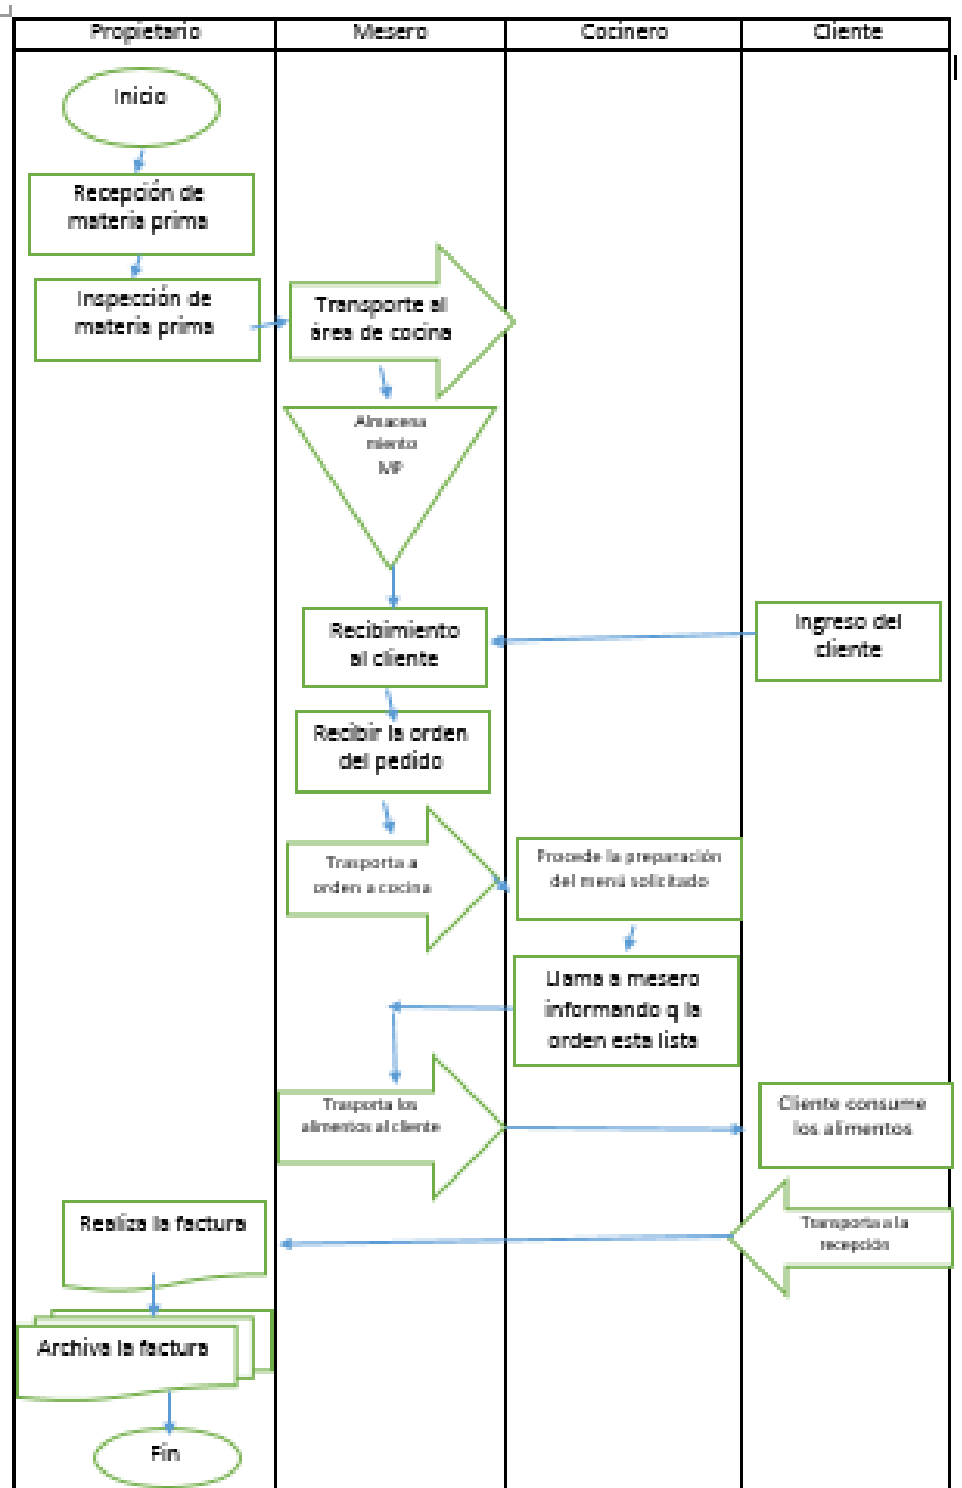 Propietario
Mesero
Cocinero
Cliente
Inicio
Recepción de
materia prima
Inspección de
materia prima
Transporte al
área de cocina
Almacena
miento
MP
Recibimiento
al cliente
Ingreso del
cliente
Recibir la orden
del pedido
Trasporta a
orden a cocina
Procede la preparación
del menú solicitado
Llama a mesero
informando q la
orden esta lista
Trasporta los
alimentos al cliente
Cliente consume
los alimentos
Transporta a la
recepción
Realiza la factura
Archiva la factura
Fin